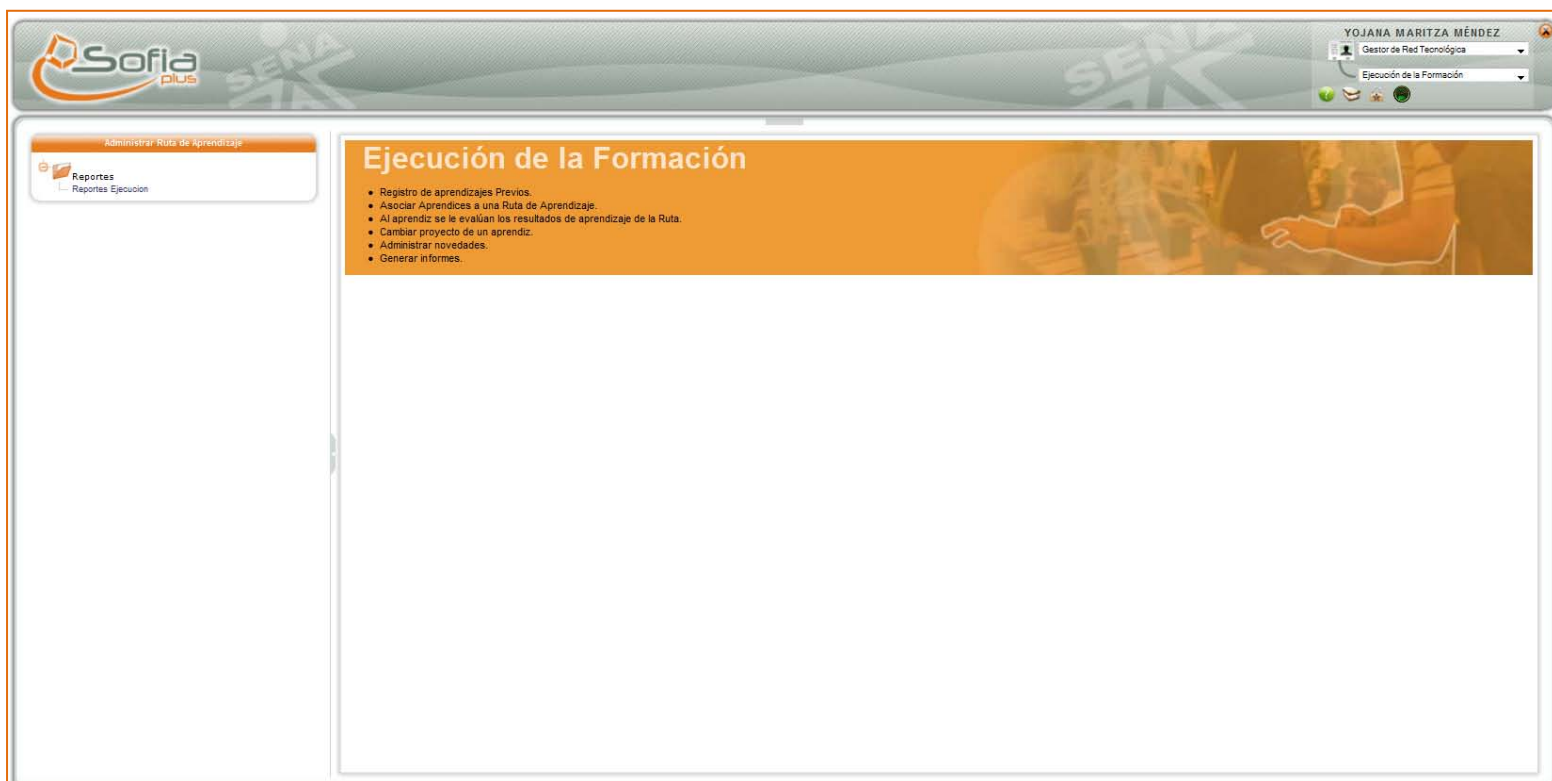 Sofia
plus
SENA
SENA
YOJANA MARITZA MÉNDEZ
Gestor de Red Tecnológica
Ejecución de la Formación
Administrar Ruta de Aprendizaje
Reportes
Reportes Ejecucion
Ejecución de la Formación
• Registro de aprendizajes Previos.
• Asociar Aprendices a una Ruta de Aprendizaje.
• Al aprendiz se le evalúan los resultados de aprendizaje de la Ruta.
• Cambiar proyecto de un aprendiz.
• Administrar novedades.
• Generar informes.